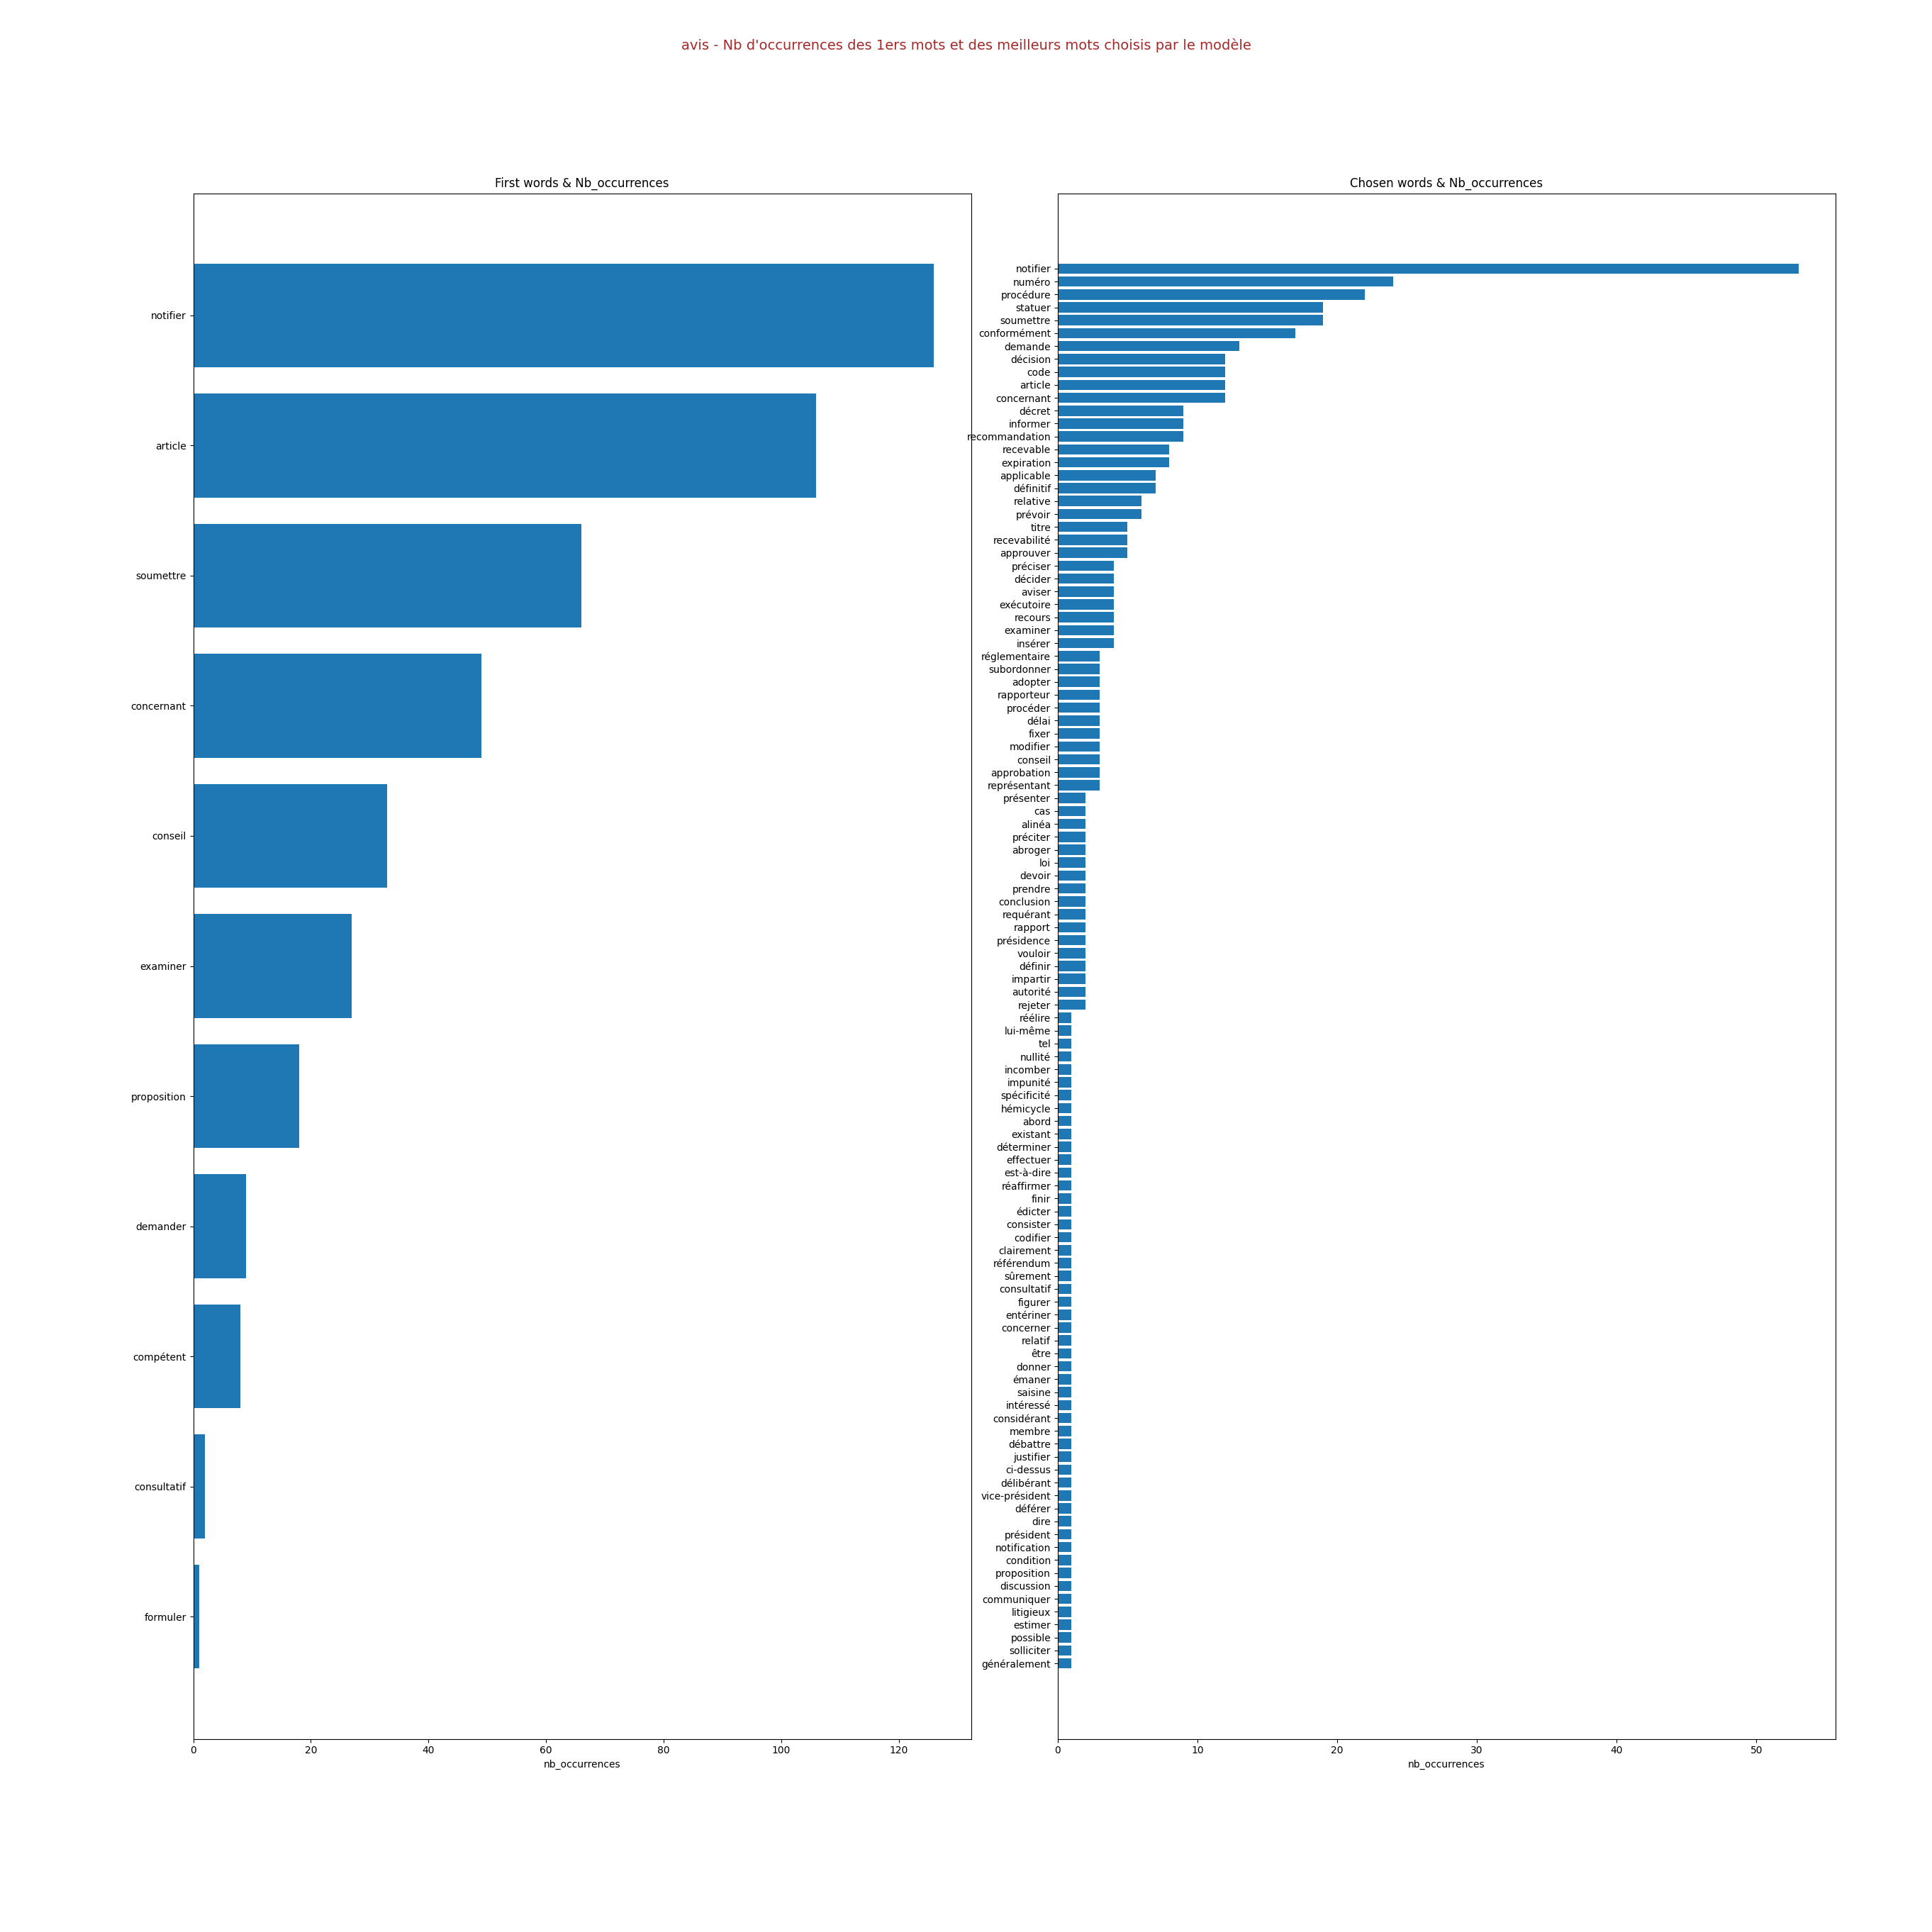 avis - Nb d'occurrences des 1ers mots et des meilleurs mots choisis par le modèle
First words & Nb_occurrences
notifier
article
soumettre
concernant
conseil
examiner
proposition
demander
compétent
consultatif
formuler
0 20 40 60 80 100 120
nb_occurrences
Chosen words & Nb_occurrences
notifier
numéro
procédure
statuer
soumettre
conformément
demande
décision
code
article
concernant
décret
informer
recommandation
recevable
expiration
applicable
définitif
relative
prévoir
titre
recevabilité
approuver
préciser
décider
aviser
exécutoire
recours
examiner
insérer
réglementaire
subordonner
adopter
rapporteur
procéder
délai
fixer
modifier
conseil
approbation
représentant
présenter
cas
alinéa
préciter
abroger
loi
devoir
prendre
conclusion
requérant
rapport
présidence
vouloir
définir
impartir
autorité
rejeter
réélire
lui-même
tel
nullité
incomber
impunité
spécificité
hémicycle
abord
existant
déterminer
effectuer
est-à-dire
réaffirmer
finir
édicter
consister
codifier
clairement
référendum
sûrement
consultatif
figurer
entériner
concerner
relatif
être
donner
émaner
saisine
intéressé
considérant
membre
débattre
justifier
ci-dessus
délibérant
vice-président
déférer
dire
président
notification
condition
proposition
discussion
communiquer
litigieux
estimer
possible
solliciter
généralement
0 10 20 30 40 50
nb_occurrences